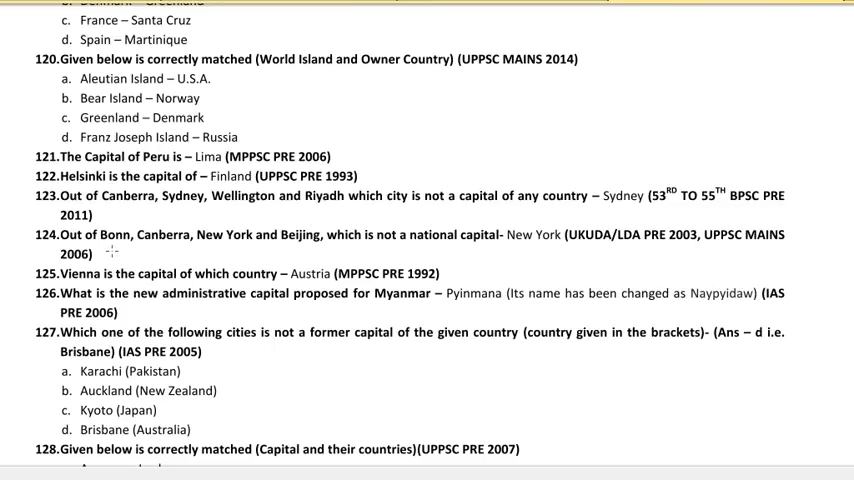 b. Denmark – Greenland
c. France – Santa Cruz
d. Spain – Martinique
120.Given below is correctly matched (World Island and Owner Country) (UPPSC MAINS 2014)
a. Aleutian Island – U.S.A.
b. Bear Island – Norway
c. Greenland – Denmark
d. Franz Joseph Island – Russia
121.The Capital of Peru is – Lima (MPPSC PRE 2006)
122.Helsinki is the capital of – Finland (UPPSC PRE 1993)
123.Out of Canberra, Sydney, Wellington and Riyadh which city is not a capital of any country – Sydney (53RD TO 55TH BPSC PRE
2011)
124.Out of Bonn, Canberra, New York and Beijing, which is not a national capital- New York (UKUDA/LDA PRE 2003, UPPSC MAINS
2006)
125.Vienna is the capital of which country – Austria (MPPSC PRE 1992)
126.What is the new administrative capital proposed for Myanmar – Pyinmana (Its name has been changed as Naypyidaw) (IAS
PRE 2006)
127.Which one of the following cities is not a former capital of the given country (country given in the brackets)- (Ans – d i.e.
Brisbane) (IAS PRE 2005)
a. Karachi (Pakistan)
b. Auckland (New Zealand)
c. Kyoto (Japan)
d. Brisbane (Australia)
128.Given below is correctly matched (Capital and their countries)(UPPSC PRE 2007)